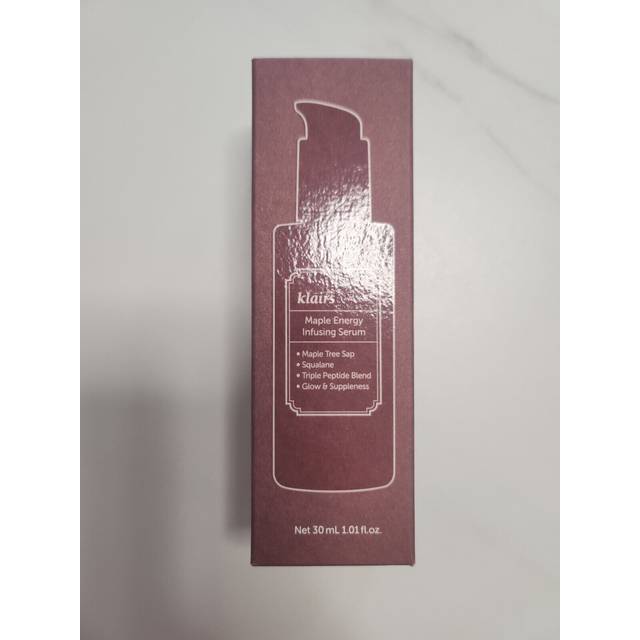 klairs
Maple Energy
Infusing Serum
• Maple Tree Sap
• Squalane
• Triple Peptide Blend
• Glow & Suppleness
Net 30 mL 1.01 fl.oz.